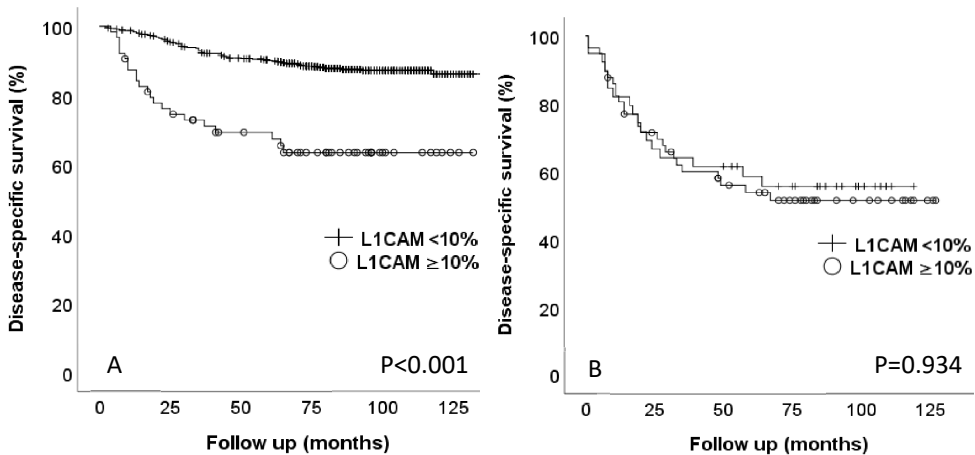 100
80
60
40
20
0
Disease-specific survival (%)
L1CAM <10%
L1CAM ≥10%
A
P<0.001
0 25 50 75 100 125
Follow up (months)
100
80
60
40
20
0
Disease-specific survival (%)
L1CAM <10%
L1CAM ≥10%
B
P=0.934
0 25 50 75 100 125
Follow up (months)